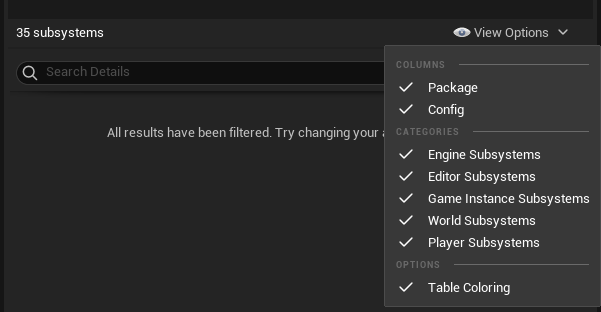 35 subsystems
View Options
Search Details
All results have been filtered. Try changing your
COLUMNS
Package
Config
CATEGORIES
Engine Subsystems
Editor Subsystems
Game Instance Subsystems
World Subsystems
Player Subsystems
OPTIONS
Table Coloring